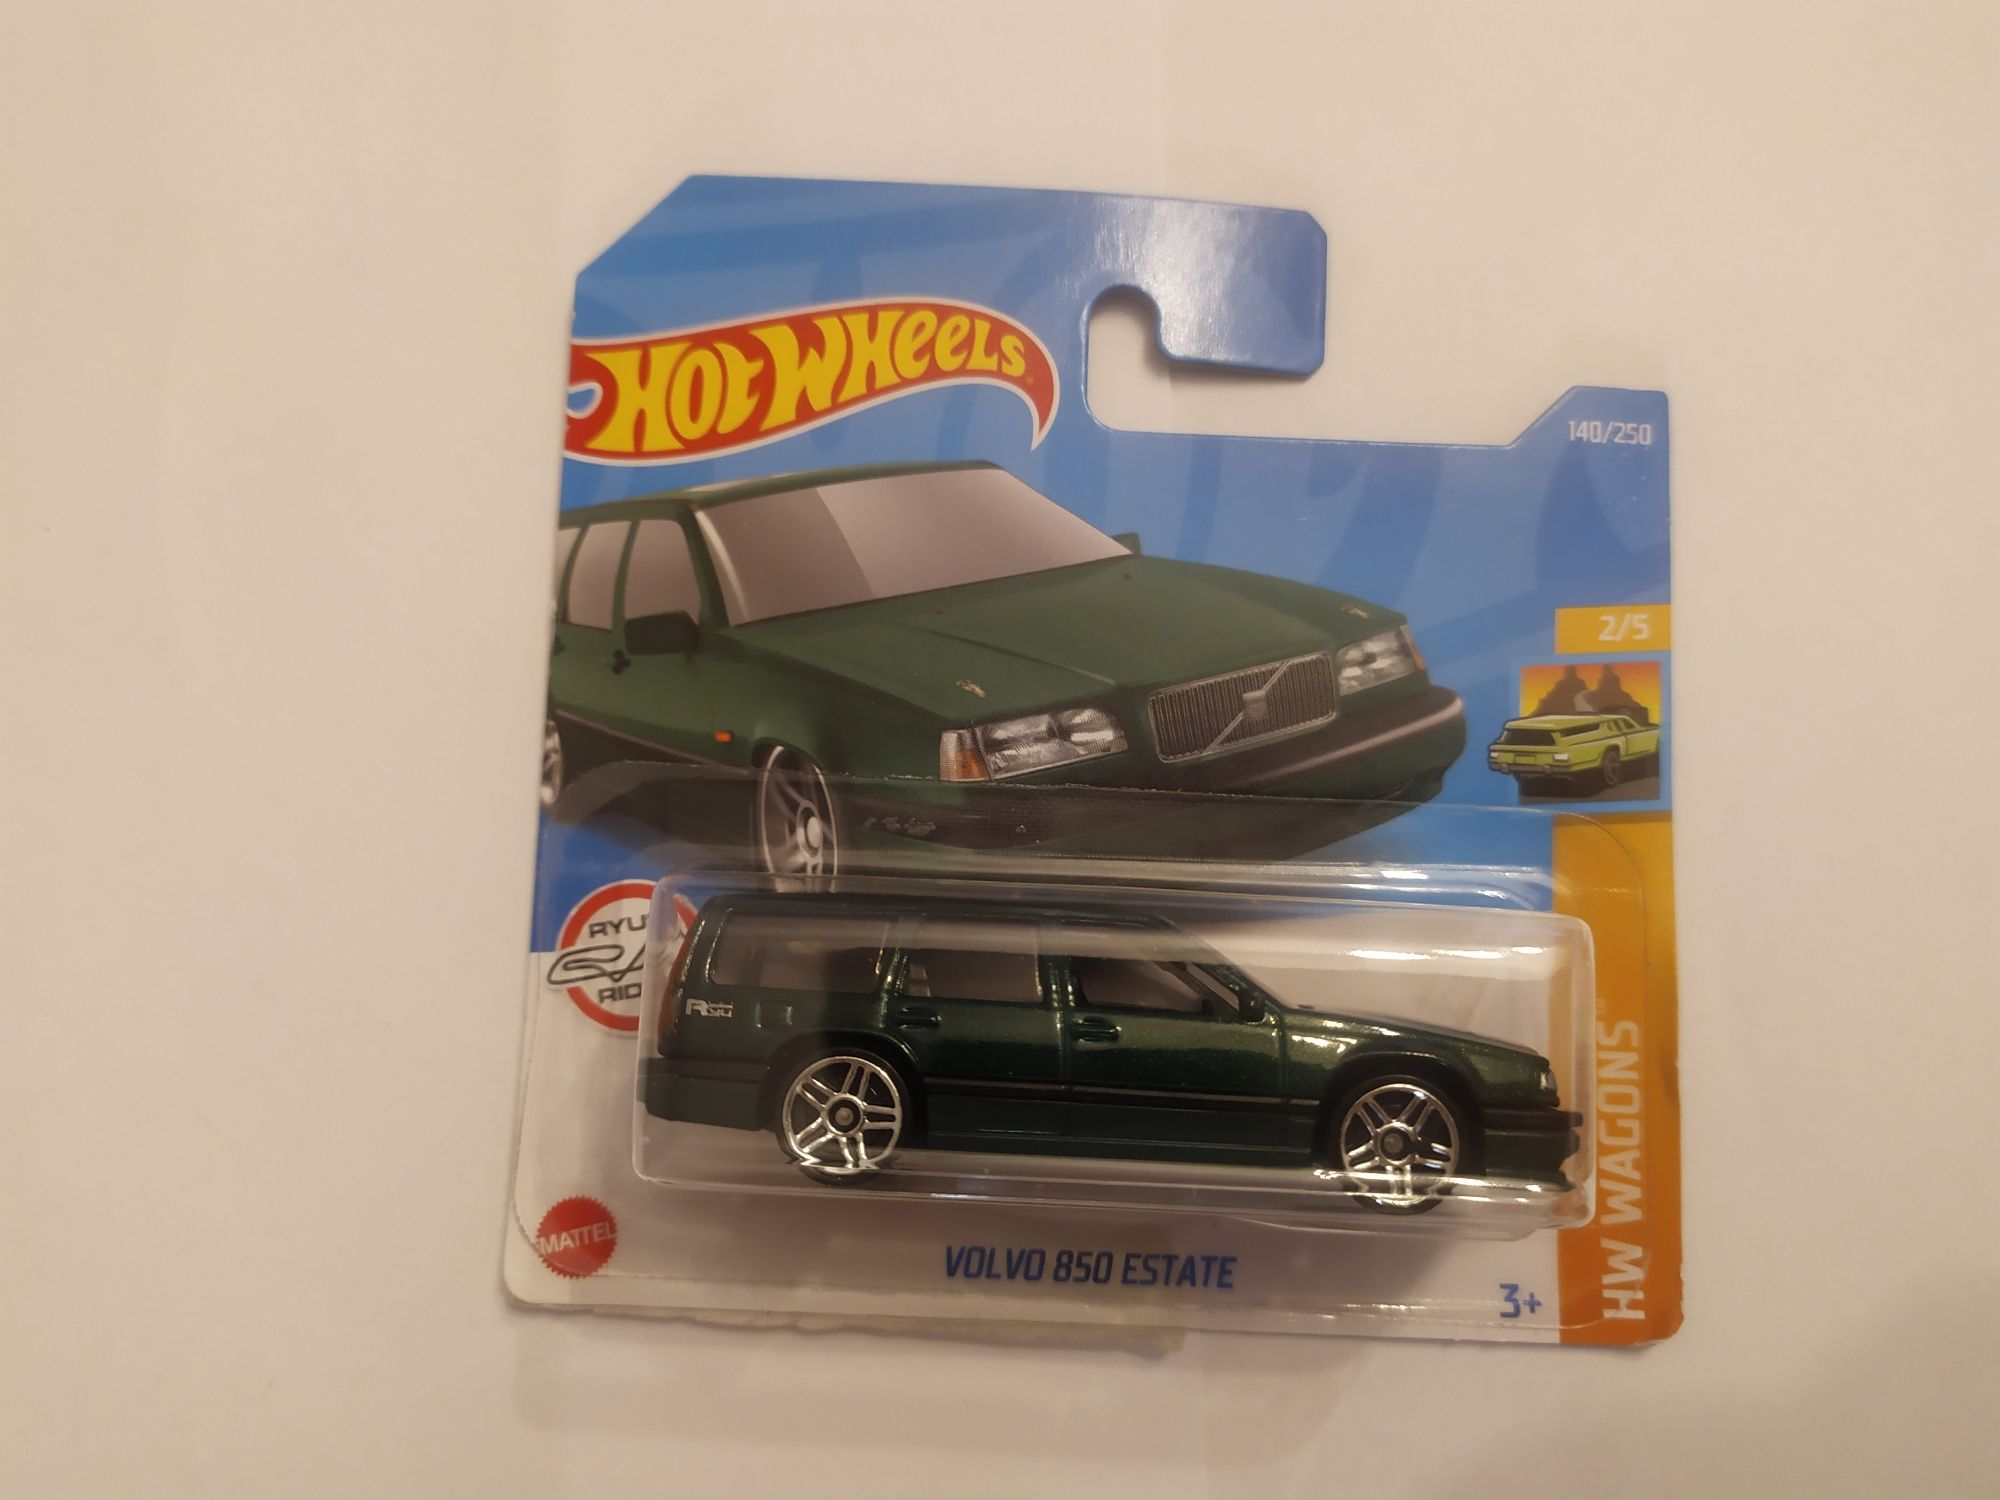 HOT WHEELS
140/250
2/5
HW WAGONS
MATTEL
VOLVO 850 ESTATE
3+